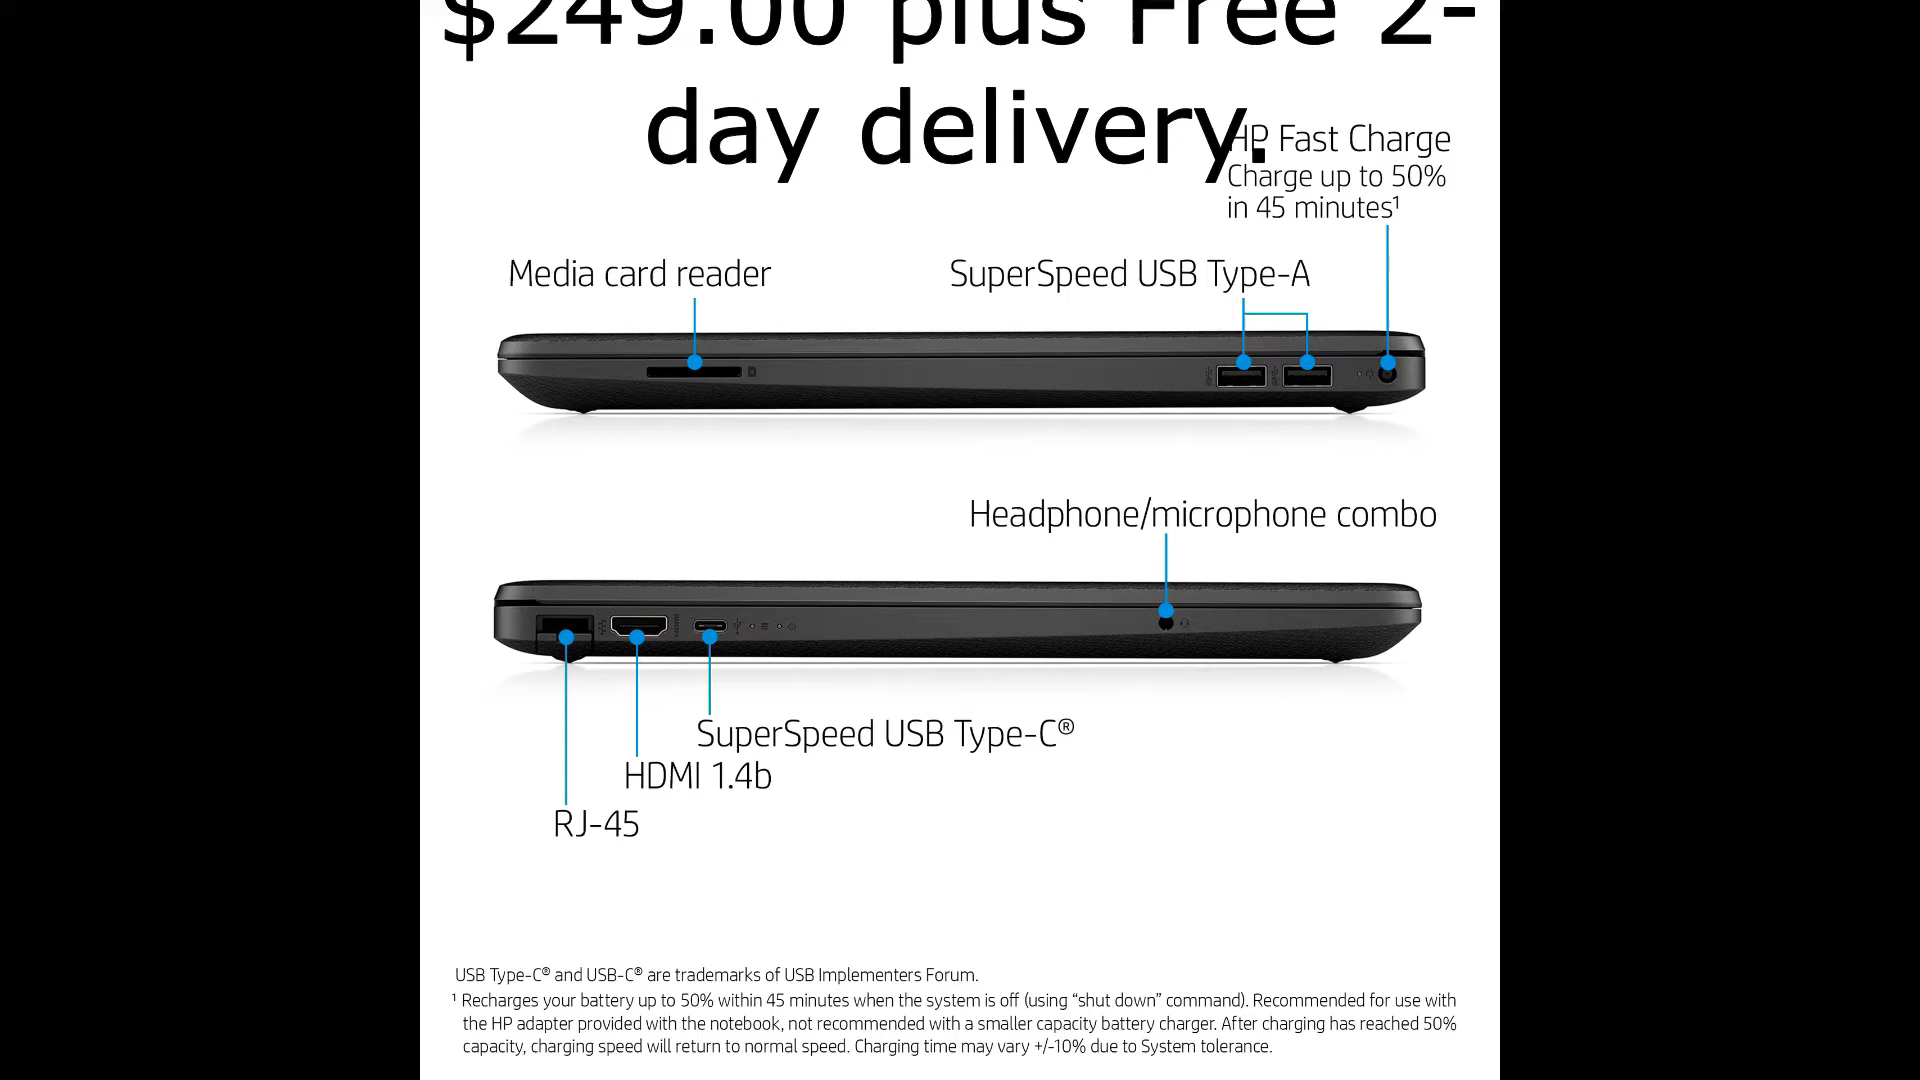 $249.00 plus Free 2-
day delivery.
HP Fast Charge
Charge up to 50%
in 45 minutes¹
Media card reader
SuperSpeed USB Type-A
Headphone/microphone combo
SuperSpeed USB Type-C®
HDMI 1.4b
RJ-45
USB Type-C® and USB-C® are trademarks of USB Implementers Forum.
¹ Recharges your battery up to 50% within 45 minutes when the system is off (using “shut down” command). Recommended for use with
the HP adapter provided with the notebook, not recommended with a smaller capacity battery charger. After charging has reached 50%
capacity, charging speed will return to normal speed. Charging time may vary +/-10% due to System tolerance.